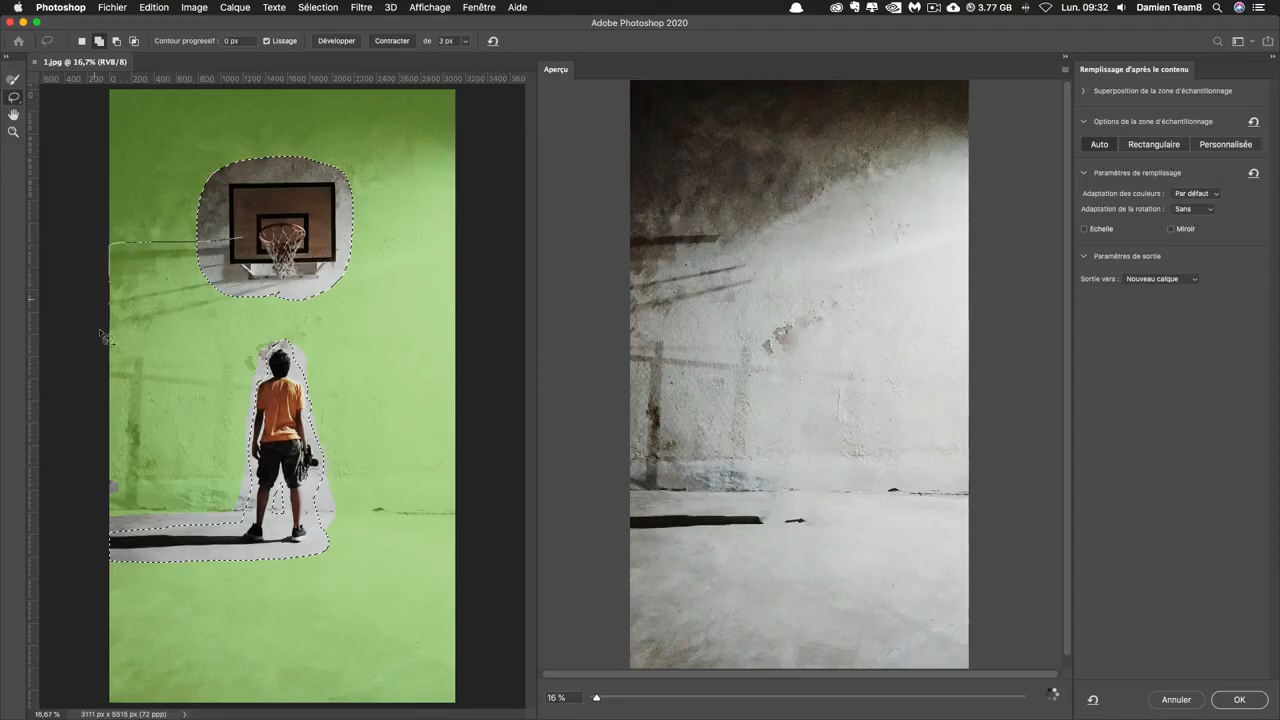 Photoshop Fichier Edition Image Calque Texte Sélection Filtre 3D Affichage Fenêtre Aide 3.77 GB Lun. 09:32 Damien Team8
Adobe Photoshop 2020
Contour progressif : 0 px Lissage Développer Contracter de 3 px
1.jpg @ 16,7% (RVB/8)
Aperçu
Remplissage d'après le contenu
600 400 200 0 200 400 600 800 1000 1200 1400 1600 1800 2000 2200 2400 2600 2800 3000 3200 3400 360
Superposition de la zone d'échantillonnage
Options de la zone d'échantillonnage
Auto Rectangulaire Personnalisée
Paramètres de remplissage
Adaptation des couleurs : Par défaut
Adaptation de la rotation : Sans
Echelle Miroir
Paramètres de sortie
Sortie vers : Nouveau calque
16 %
Annuler OK
16,67 % 3111 px x 5515 px (72 ppp)